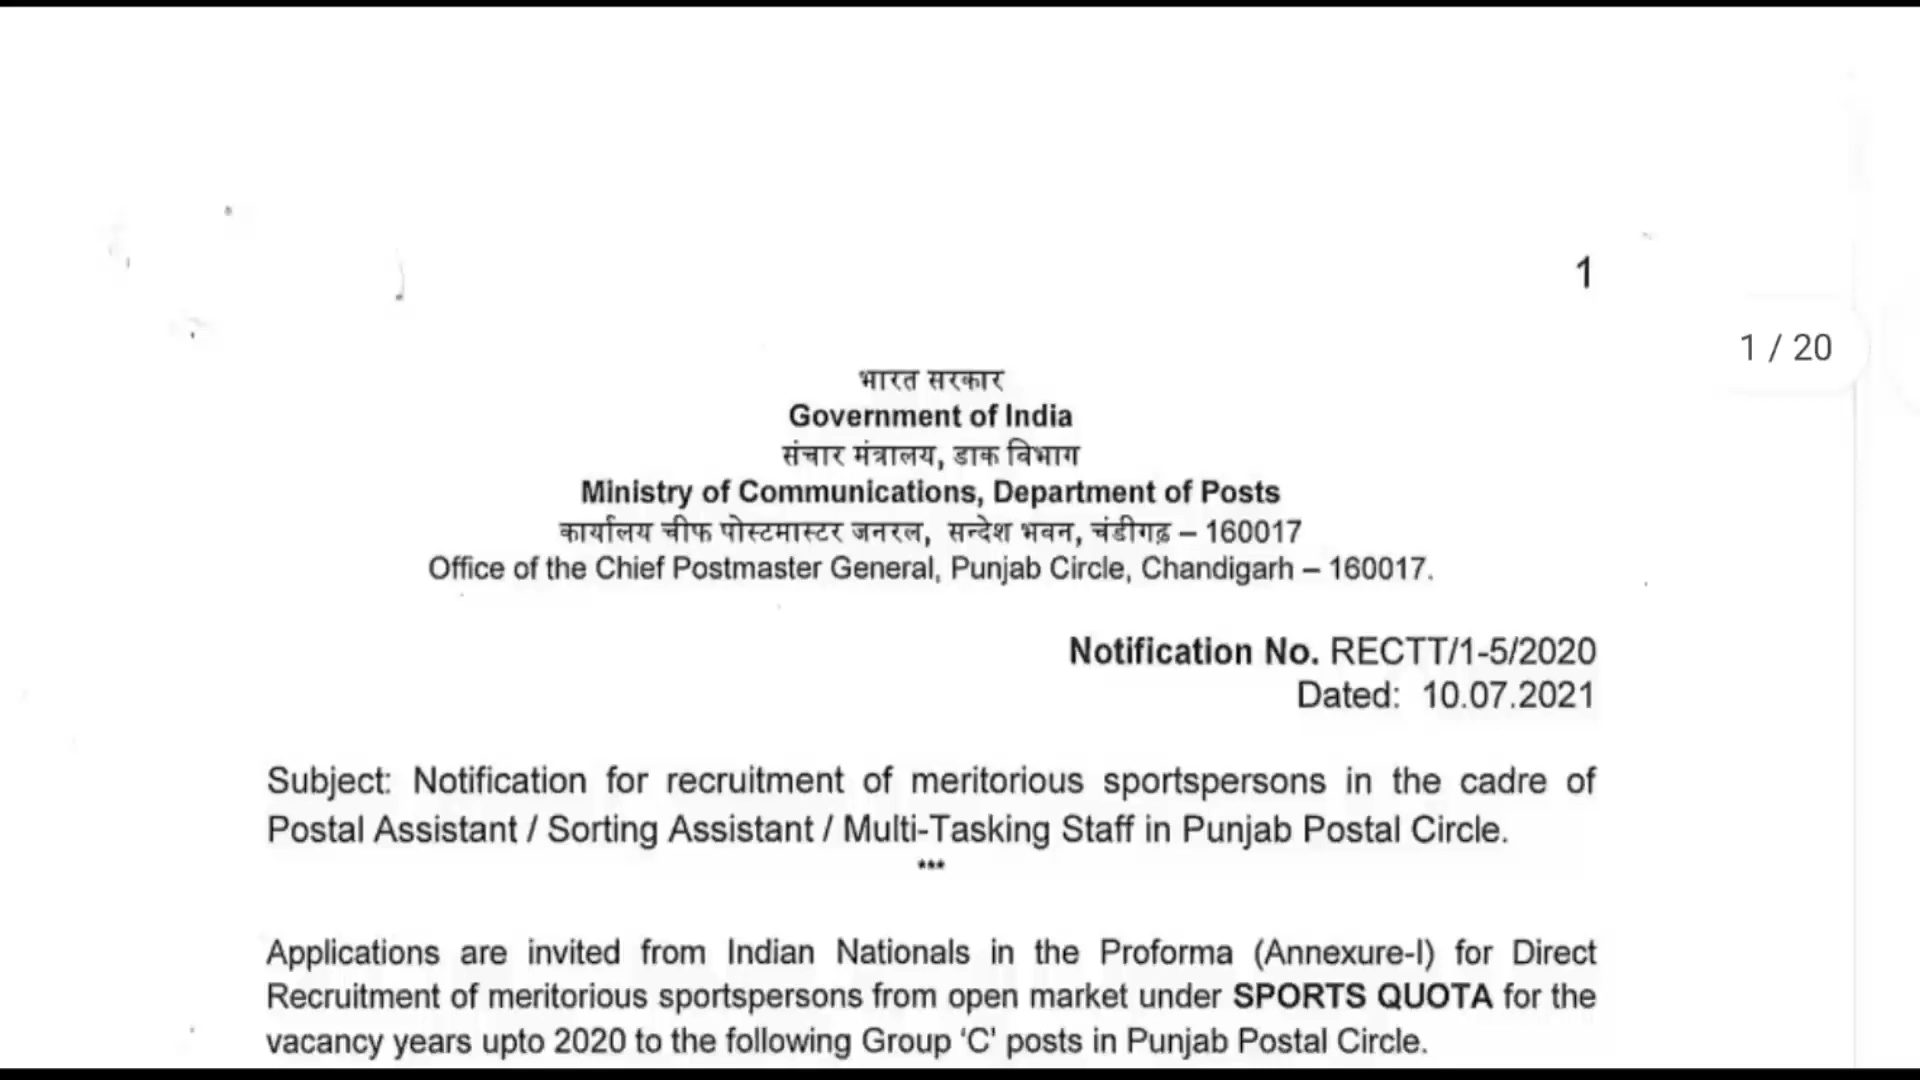 1
1 / 20
भारत सरकार
Government of India
संचार मंत्रालय, डाक विभाग
Ministry of Communications, Department of Posts
कार्यालय चीफ पोस्टमास्टर जनरल, सन्देश भवन, चंडीगढ़ – 160017
Office of the Chief Postmaster General, Punjab Circle, Chandigarh – 160017.
Notification No. RECTT/1-5/2020
Dated: 10.07.2021
Subject: Notification for recruitment of meritorious sportspersons in the cadre of
Postal Assistant / Sorting Assistant / Multi-Tasking Staff in Punjab Postal Circle.
***
Applications are invited from Indian Nationals in the Proforma (Annexure-I) for Direct
Recruitment of meritorious sportspersons from open market under SPORTS QUOTA for the
vacancy years upto 2020 to the following Group 'C' posts in Punjab Postal Circle.